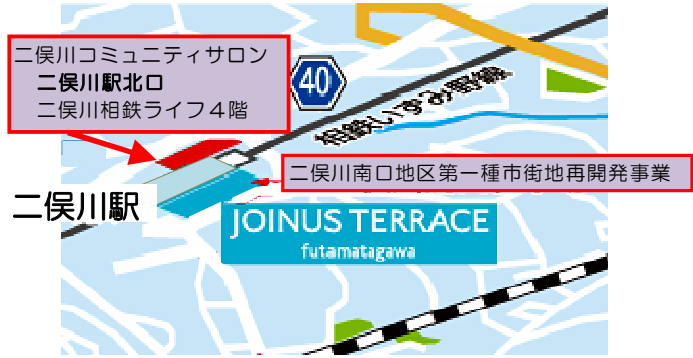 二俣川コミュニティサロン
二俣川駅北口
二俣川相鉄ライフ4階
40
相鉄いずみ野線
二俣川南口地区第一種市街地再開発事業
二俣川駅
JOINUS TERRACE
futamatagawa